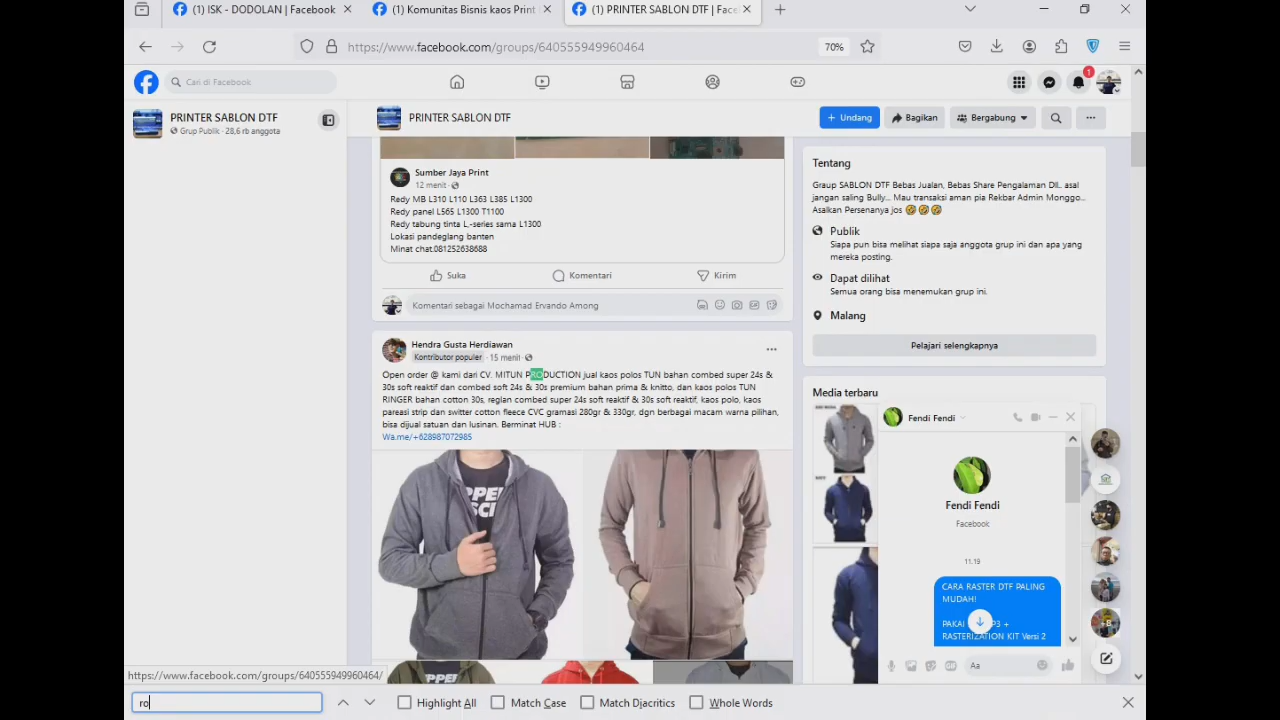 (1) ISK - DODOLAN | Facebook
(1) Komunitas Bisnis kaos Print
(1) PRINTER SABLON DTF | Face
https://www.facebook.com/groups/640555949960464
70%
Cari di Facebook
1
PRINTER SABLON DTF
Grup Publik · 28,6 rb anggota
PRINTER SABLON DTF
+ Undang
Bagikan
Bergabung
Sumber Jaya Print
12 menit ·
Redy MB L310 L110 L363 L385 L1300
Redy panel L565 L1300 T1100
Redy tabung tinta L,-series sama L1300
Lokasi pandeglang banten
Minat chat.081252638688
Suka
Komentari
Kirim
Komentari sebagai Mochamad Ervando Among
Hendra Gusta Herdiawan
Kontributor populer · 15 menit ·
Open order @ kami dari CV. MITUN PRODUCTION jual kaos polos TUN bahan combed super 24s &
30s soft reaktif dan combed soft 24s & 30s premium bahan prima & knitto, dan kaos polos TUN
RINGER bahan cotton 30s, reglan combed super 24s soft reaktif & 30s soft reaktif, kaos polo, kaos
pareasi strip dan switter cotton fleece CVC gramasi 280gr & 330gr, dgn berbagai macam warna pilihan,
bisa dijual satuan dan lusinan. Berminat HUB :
Wa.me/+628987072985
Tentang
Graup SABLON DTF Bebas Jualan, Bebas Share Pengalaman Dll.. asal
jangan saling Bully... Mau transaksi aman pia Rekbar Admin Monggo...
Asalkan Persenanya jos 🤣🤣🤣
Publik
Siapa pun bisa melihat siapa saja anggota grup ini dan apa yang
mereka posting.
Dapat dilihat
Semua orang bisa menemukan grup ini.
Malang
Pelajari selengkapnya
Media terbaru
Fendi Fendi
Fendi Fendi
Facebook
11.19
CARA RASTER DTF PALING
MUDAH!
PAKAI
P3 +
RASTERIZATION KIT Versi 2
Aa
https://www.facebook.com/groups/640555949960464/
ro
Highlight All
Match Case
Match Diacritics
Whole Words